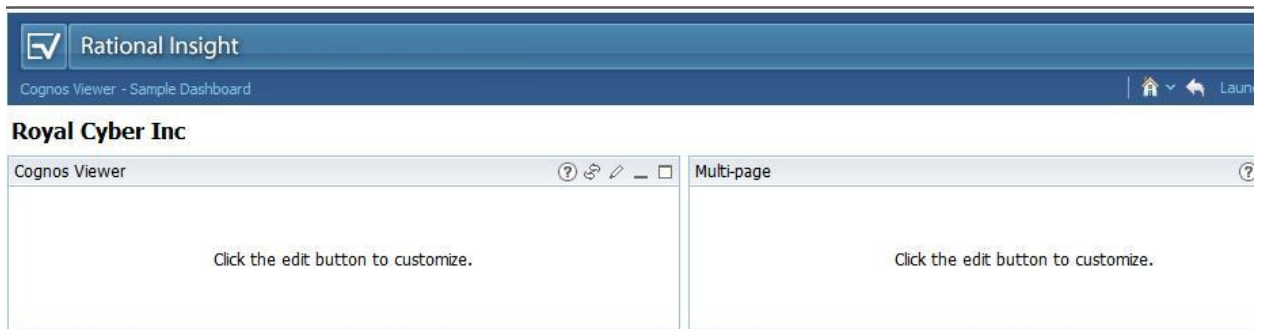 Rational Insight
Cognos Viewer - Sample Dashboard
Royal Cyber Inc
Cognos Viewer
Multi-page
Click the edit button to customize.
Click the edit button to customize.